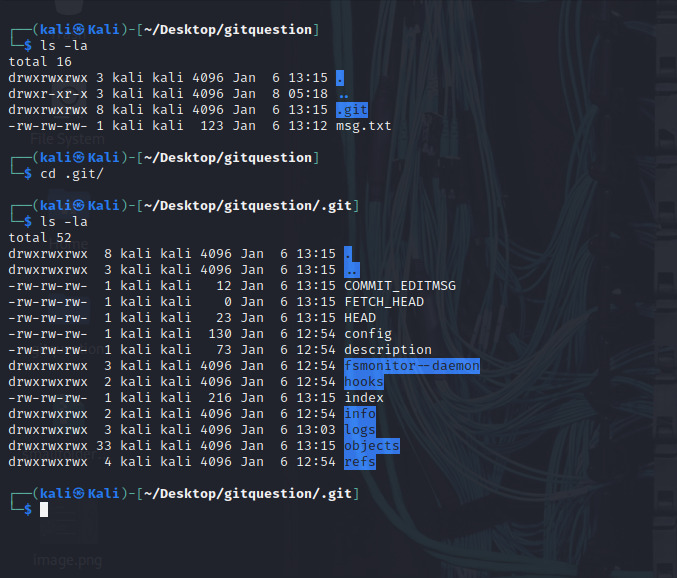 ┌──(kali㉿Kali)-[~/Desktop/gitquestion]
└─$ ls -la
total 16
drwxrwxrwx 3 kali kali 4096 Jan  6 13:15 .
drwxr-xr-x 3 kali kali 4096 Jan  8 05:18 ..
drwxrwxrwx 8 kali kali 4096 Jan  6 13:15 .git
-rw-rw-rw- 1 kali kali  123 Jan  6 13:12 msg.txt
File System
┌──(kali㉿Kali)-[~/Desktop/gitquestion]
└─$ cd .git/
┌──(kali㉿Kali)-[~/Desktop/gitquestion/.git]
└─$ ls -la
total 52
drwxrwxrwx  8 kali kali 4096 Jan  6 13:15 .
drwxrwxrwx  3 kali kali 4096 Jan  6 13:15 ..
-rw-rw-rw-  1 kali kali   12 Jan  6 13:15 COMMIT_EDITMSG
-rw-rw-rw-  1 kali kali    0 Jan  6 13:15 FETCH_HEAD
-rw-rw-rw-  1 kali kali   23 Jan  6 13:15 HEAD
-rw-rw-rw-  1 kali kali  130 Jan  6 12:54 config
-rw-rw-rw-  1 kali kali   73 Jan  6 12:54 description
drwxrwxrwx  3 kali kali 4096 Jan  6 12:54 fsmonitor--daemon
drwxrwxrwx  2 kali kali 4096 Jan  6 12:54 hooks
-rw-rw-rw-  1 kali kali  216 Jan  6 13:15 index
drwxrwxrwx  2 kali kali 4096 Jan  6 12:54 info
drwxrwxrwx  3 kali kali 4096 Jan  6 13:03 logs
drwxrwxrwx 33 kali kali 4096 Jan  6 13:15 objects
drwxrwxrwx  4 kali kali 4096 Jan  6 12:54 refs
┌──(kali㉿Kali)-[~/Desktop/gitquestion/.git]
└─$
image.png